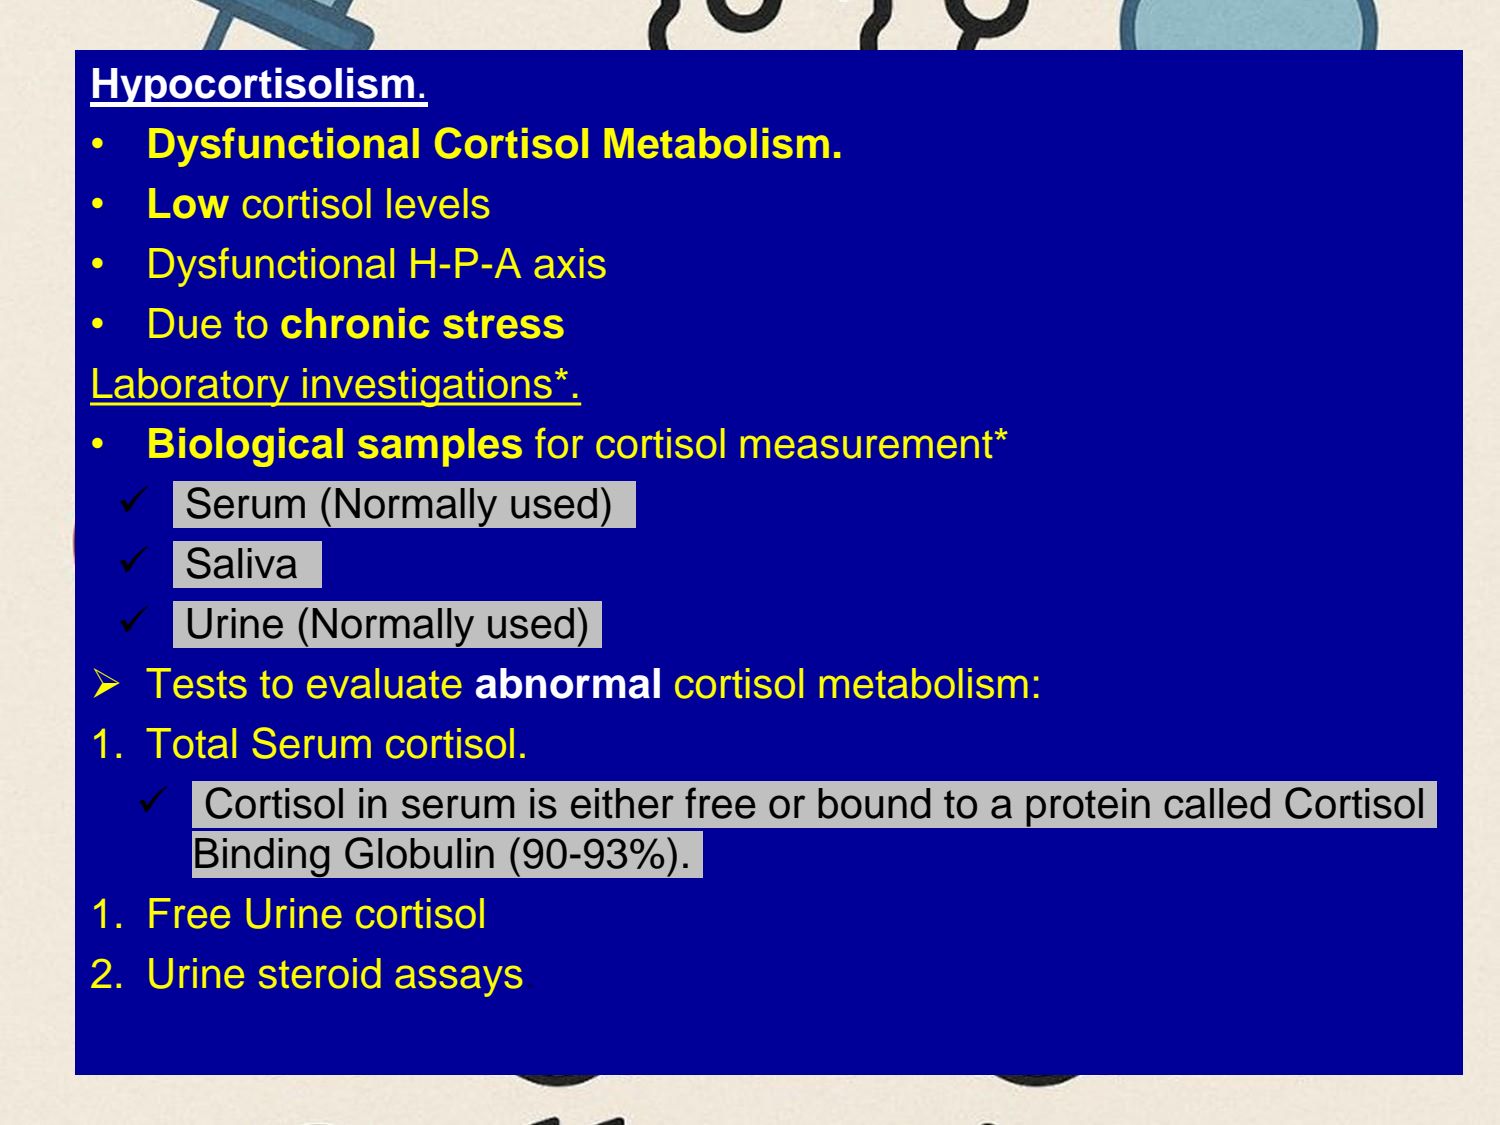 Hypocortisolism.
• Dysfunctional Cortisol Metabolism.
• Low cortisol levels
• Dysfunctional H-P-A axis
• Due to chronic stress
Laboratory investigations*.
• Biological samples for cortisol measurement*
✓ Serum (Normally used)
✓ Saliva
✓ Urine (Normally used)
➢ Tests to evaluate abnormal cortisol metabolism:
1. Total Serum cortisol.
✓ Cortisol in serum is either free or bound to a protein called Cortisol
Binding Globulin (90-93%).
1. Free Urine cortisol
2. Urine steroid assays